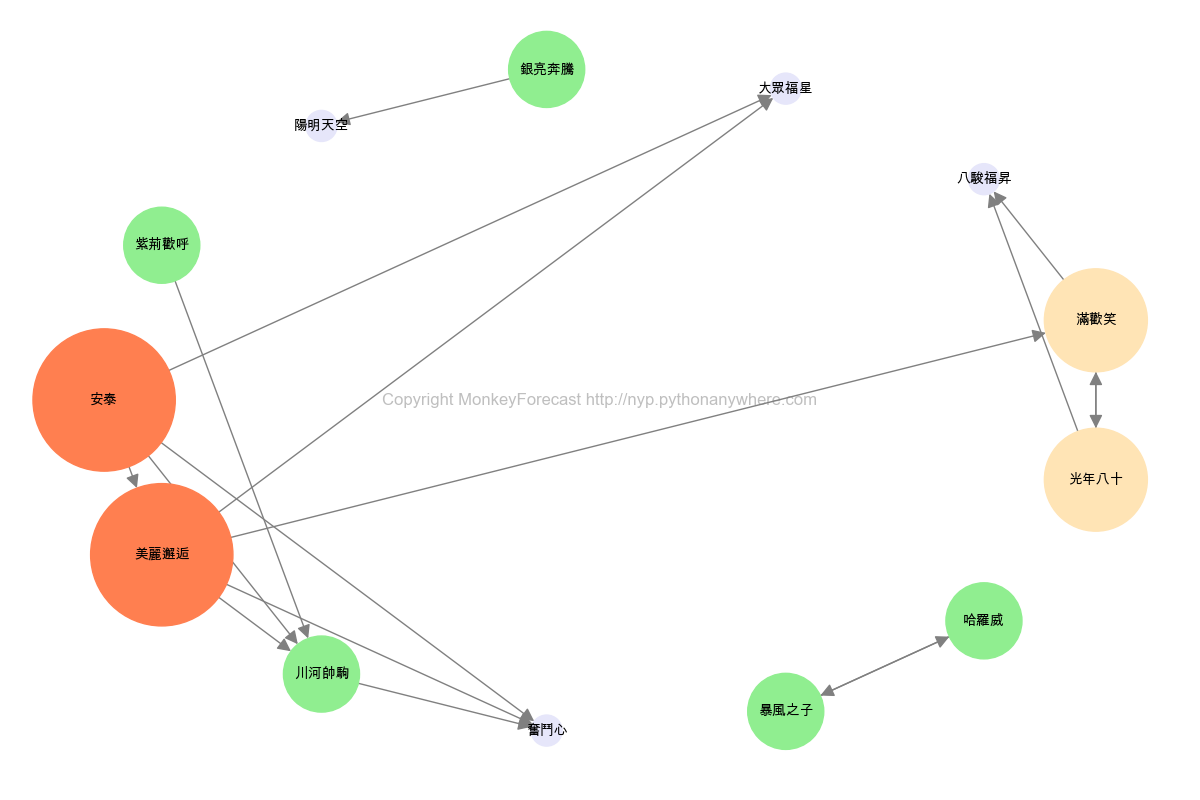 銀亮奔騰
大眾福星
陽明天空
八駿福昇
紫荊歡呼
滿歡笑
安泰
Copyright MonkeyForecast http://nyp.pythonanywhere.com
光年八十
美麗邂逅
哈羅威
川河帥駒
暴風之子
奮鬥心